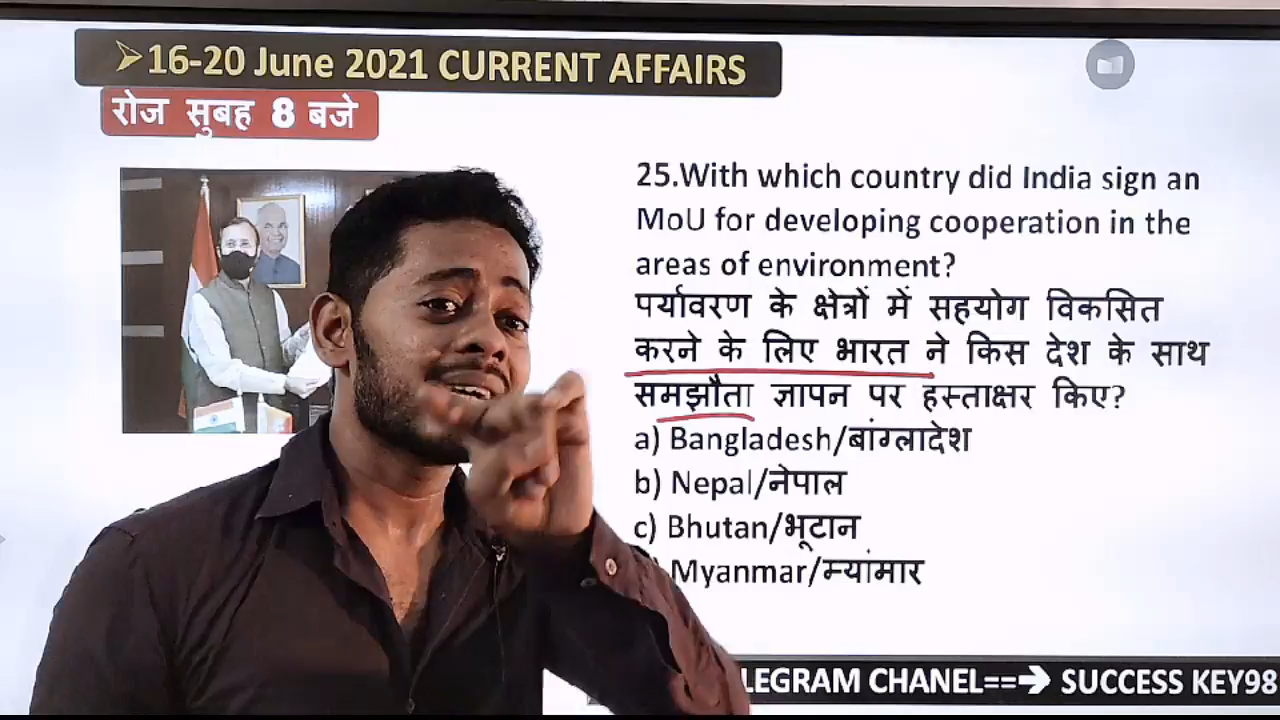 ➢16-20 June 2021 CURRENT AFFAIRS
रोज सुबह 8 बजे
25.With which country did India sign an
MoU for developing cooperation in the
areas of environment?
पर्यावरण के क्षेत्रों में सहयोग विकसित
करने के लिए भारत ने किस देश के साथ
समझौता ज्ञापन पर हस्ताक्षर किए?
a) Bangladesh/बांग्लादेश
b) Nepal/नेपाल
c) Bhutan/भूटान
) Myanmar/म्यांमार
LEGRAM CHANEL==➔ SUCCESS KEY98